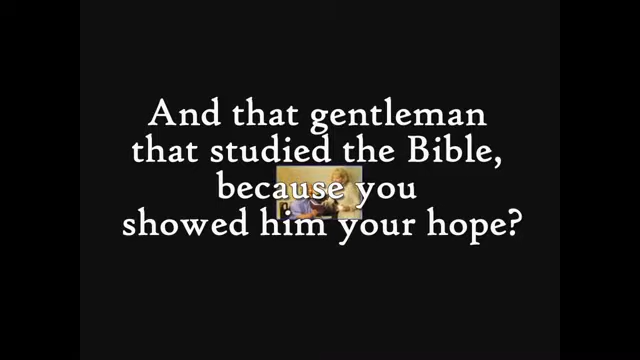 And that gentleman
that studied the Bible,
because you
showed him your hope?